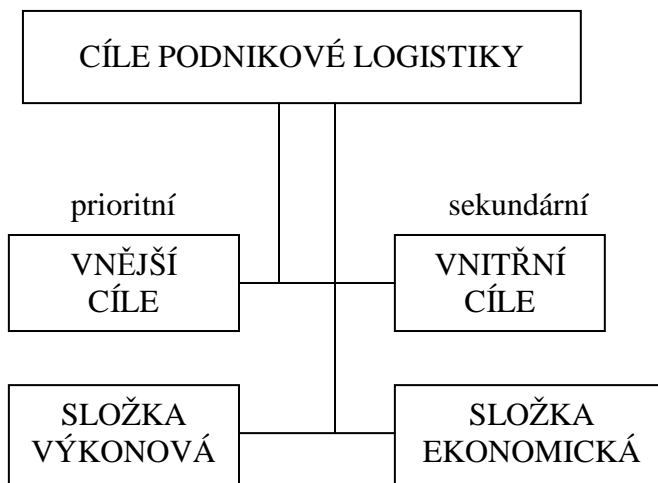 CÍLE PODNIKOVÉ LOGISTIKY
prioritní
sekundární
VNĚJŠÍ
CÍLE
VNITŘNÍ
CÍLE
SLOŽKA
VÝKONOVÁ
SLOŽKA
EKONOMICKÁ